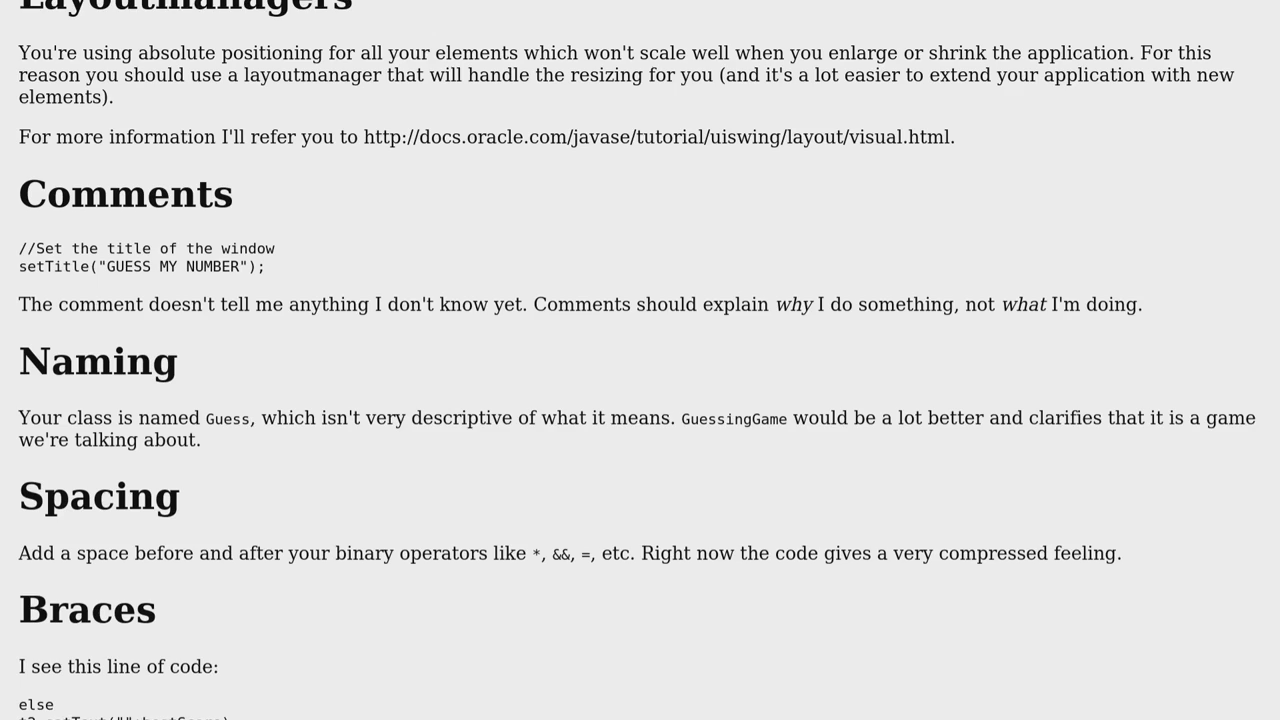 Layoutmanagers
You're using absolute positioning for all your elements which won't scale well when you enlarge or shrink the application. For this
reason you should use a layoutmanager that will handle the resizing for you (and it's a lot easier to extend your application with new
elements).
For more information I'll refer you to http://docs.oracle.com/javase/tutorial/uiswing/layout/visual.html.
Comments
//Set the title of the window
setTitle("GUESS MY NUMBER");
The comment doesn't tell me anything I don't know yet. Comments should explain why I do something, not what I'm doing.
Naming
Your class is named Guess, which isn't very descriptive of what it means. GuessingGame would be a lot better and clarifies that it is a game
we're talking about.
Spacing
Add a space before and after your binary operators like *, &&, =, etc. Right now the code gives a very compressed feeling.
Braces
I see this line of code:
else